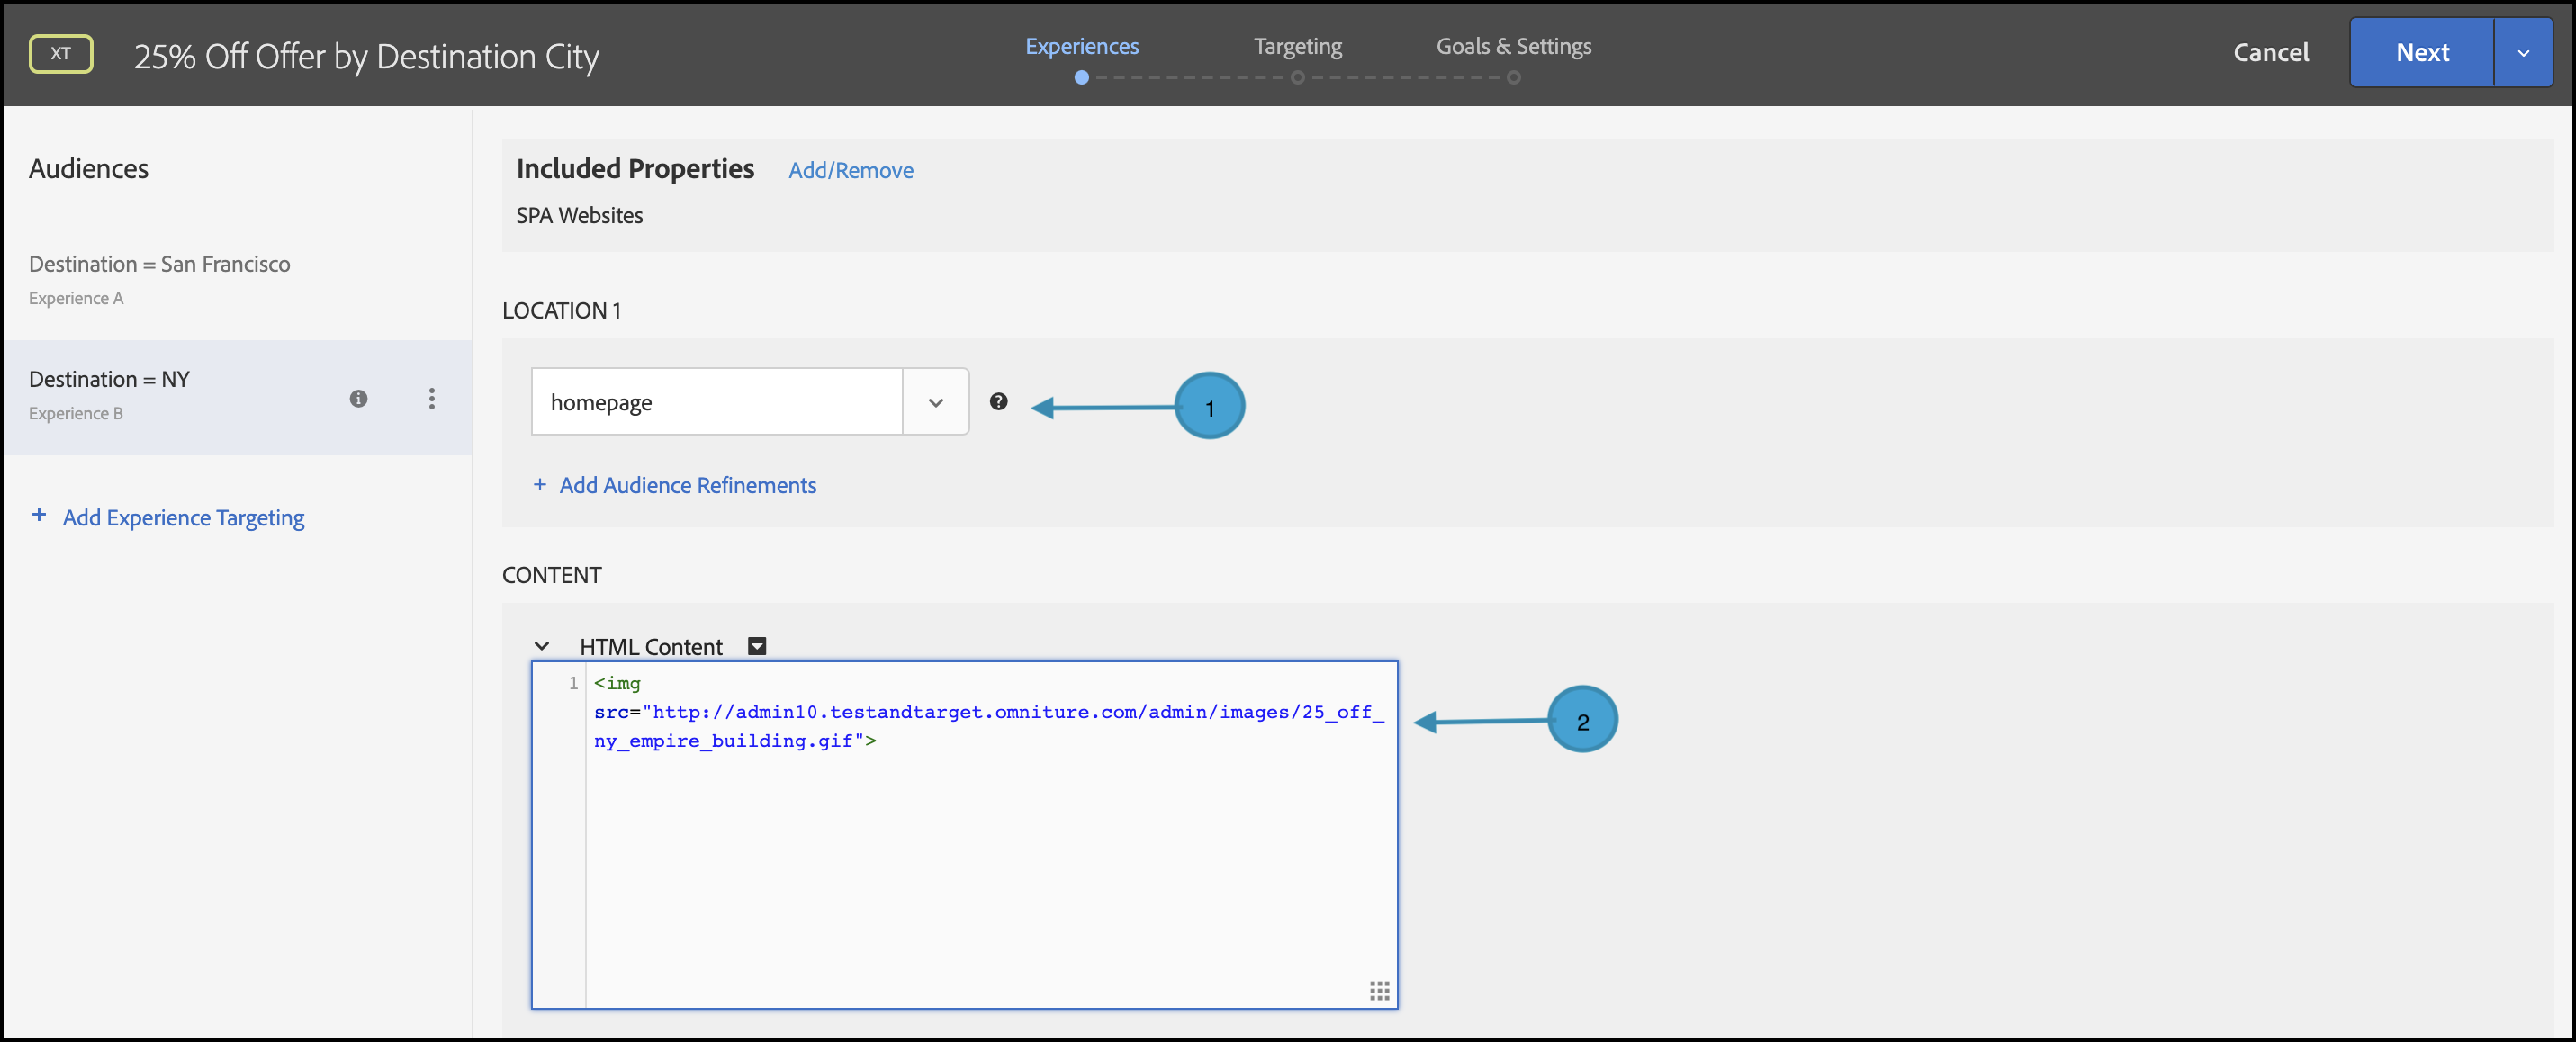 XT
25% Off Offer by Destination City
Experiences
Targeting
Goals & Settings
Cancel
Next
Audiences
Destination = San Francisco
Experience A
Destination = NY
Experience B
+ Add Experience Targeting
Included Properties Add/Remove
SPA Websites
LOCATION 1
homepage
1
+ Add Audience Refinements
CONTENT
HTML Content
1 <img
src="http://admin10.testandtarget.omniture.com/admin/images/25_off_
ny_empire_building.gif">
2